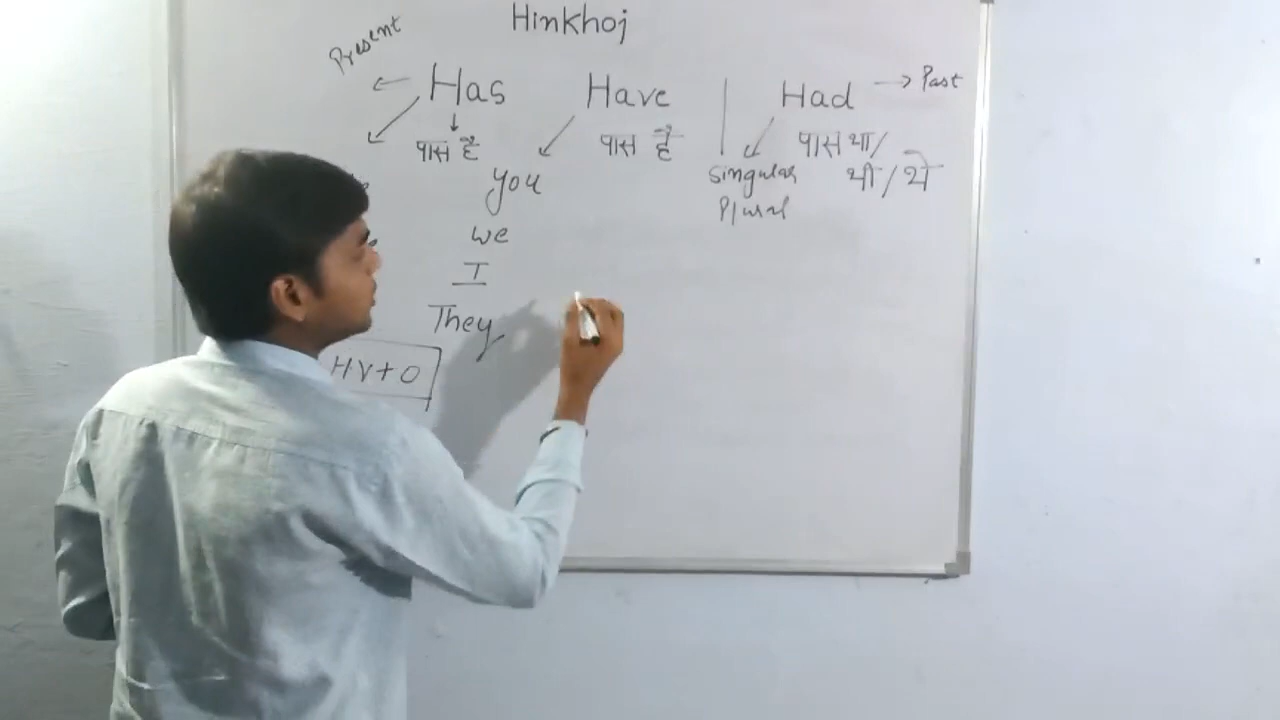 Hinkhoj
Present
Has Have Had → Past
पास है पास हैं पास था/
थी/थे
you singular
Plural
we
I
They
HV+O